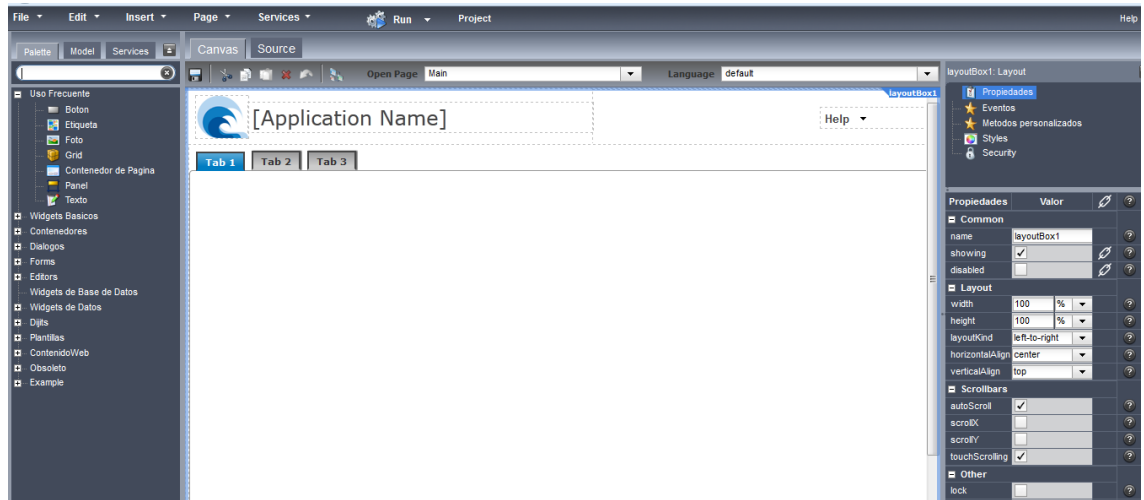 File Edit Insert Page Services Run Project Help
Palette Model Services Canvas Source
Open Page Main Language default
layoutBox1: Layout
Uso Frecuente
Boton
Etiqueta
Foto
Grid
Contenedor de Pagina
Panel
Texto
Widgets Basicos
Contenedores
Dialogos
Forms
Editors
Widgets de Base de Datos
Widgets de Datos
Dijits
Plantillas
ContenidoWeb
Obsoleto
Example
layoutBox1
[Application Name]
Help
Tab 1 Tab 2 Tab 3
Propiedades
Eventos
Metodos personalizados
Styles
Security
Propiedades Valor ?
Common
name layoutBox1 ?
showing ?
disabled ?
Layout
width 100 % ?
height 100 % ?
layoutKind left-to-right ?
horizontalAlign center ?
verticalAlign top ?
Scrollbars
autoScroll ?
scrollX ?
scrollY ?
touchScrolling ?
Other
lock ?